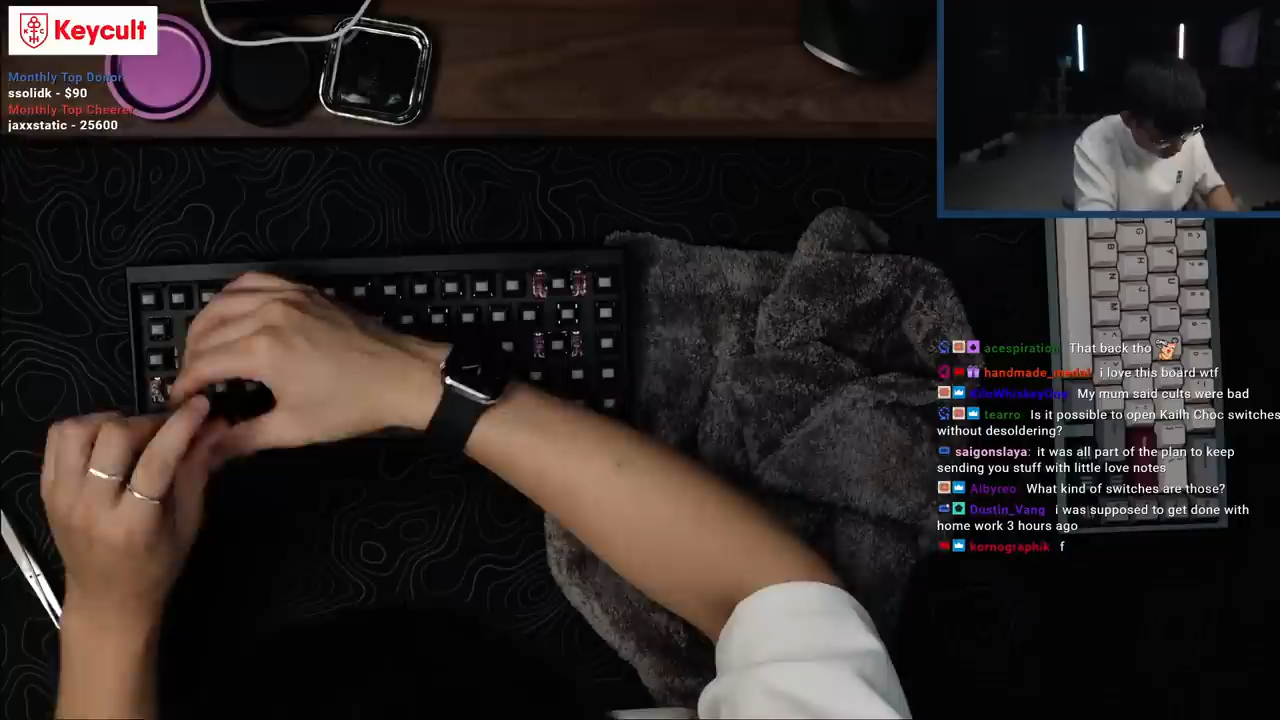 Keycult
Monthly Top Donor
ssolidk - $90
Monthly Top Cheerer
jaxxstatic - 25600
acespiration That back tho
handmade_medal i love this board wtf
My mum said cults were bad
tearro Is it possible to open Kailh Choc switches
without desoldering?
saigonslaya: it was all part of the plan to keep
sending you stuff with little love notes
Albyreo What kind of switches are those?
Dustin_Vang i was supposed to get done with
home work 3 hours ago
kornographik f